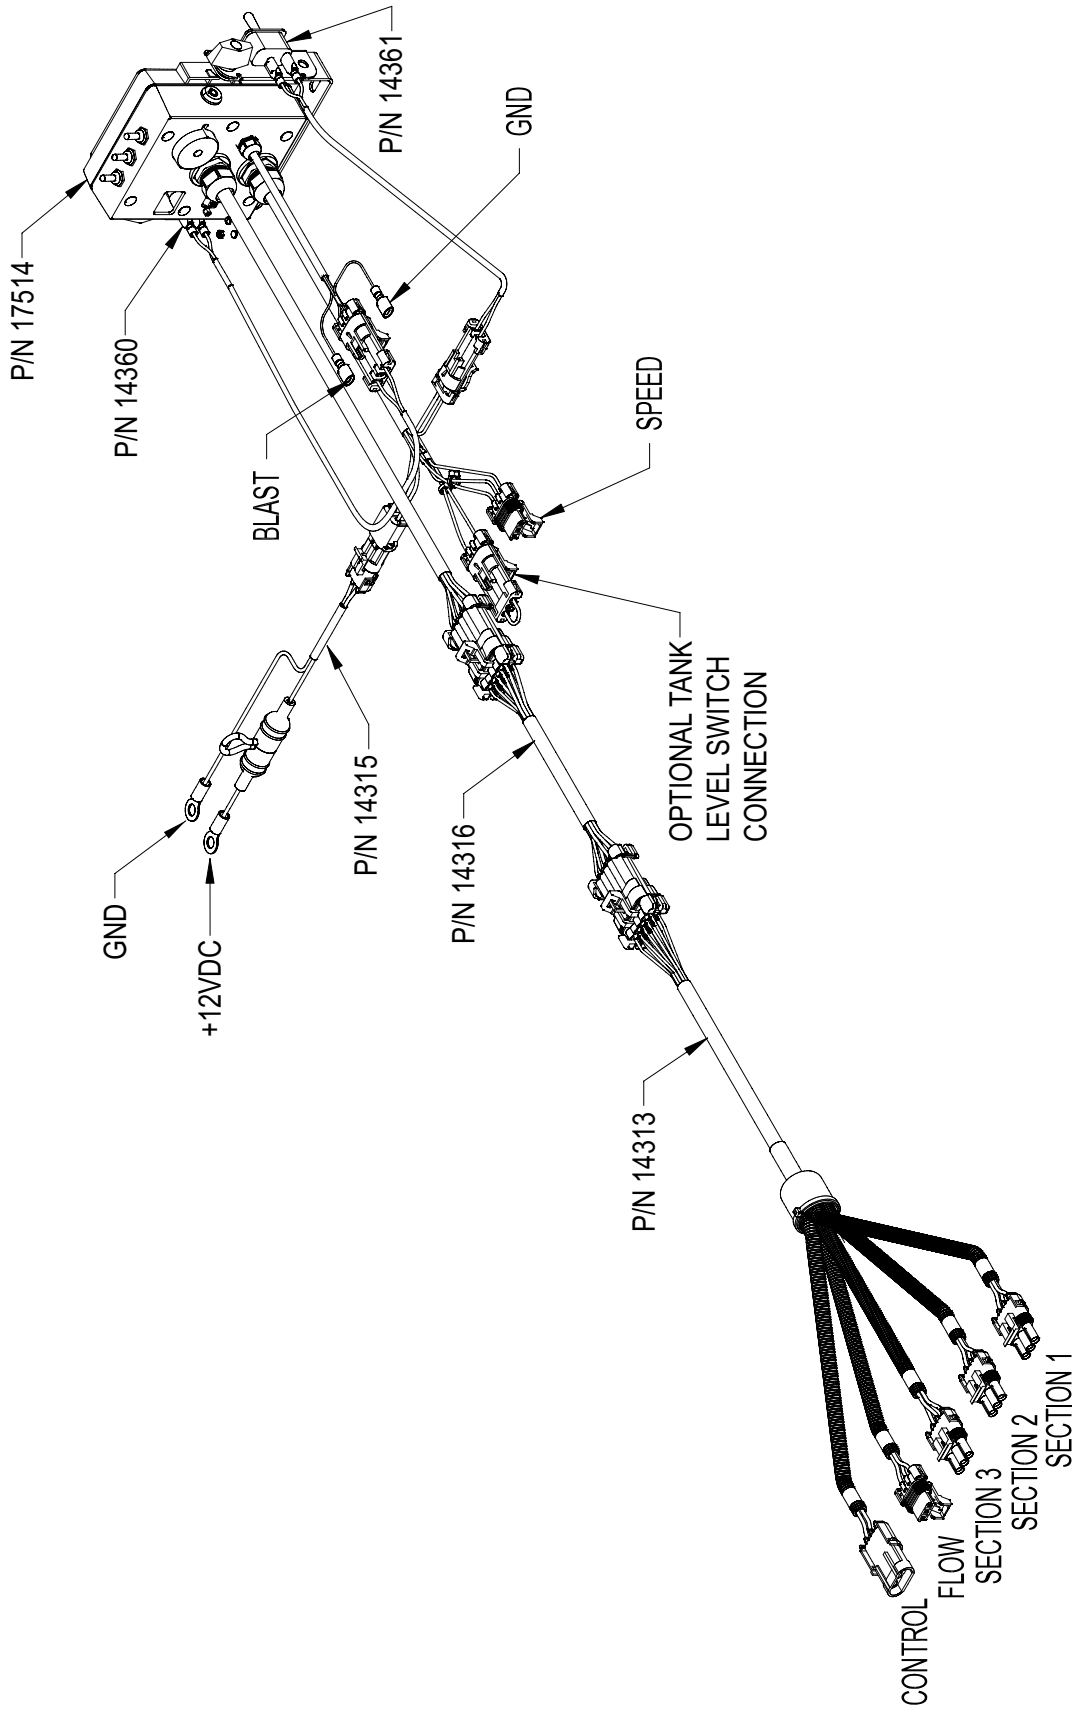 P/N 17514
P/N 14360
P/N 14361
GND
BLAST
SPEED
GND
+12VDC
P/N 14315
P/N 14316
OPTIONAL TANK
LEVEL SWITCH
CONNECTION
P/N 14313
CONTROL
FLOW
SECTION 3
SECTION 2
SECTION 1